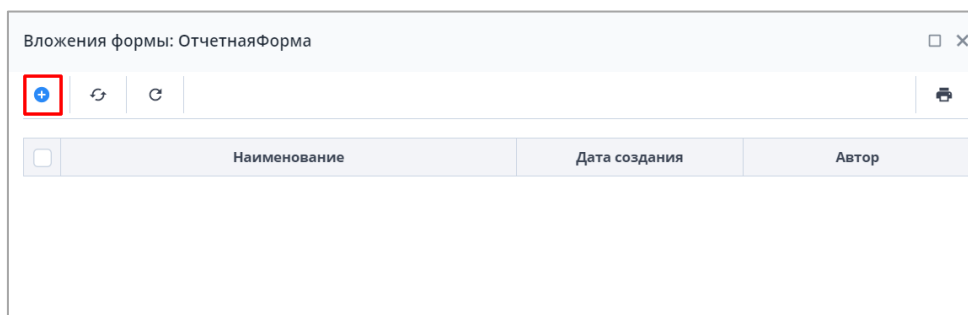 Вложения формы: ОтчетнаяФорма
Наименование Дата создания Автор